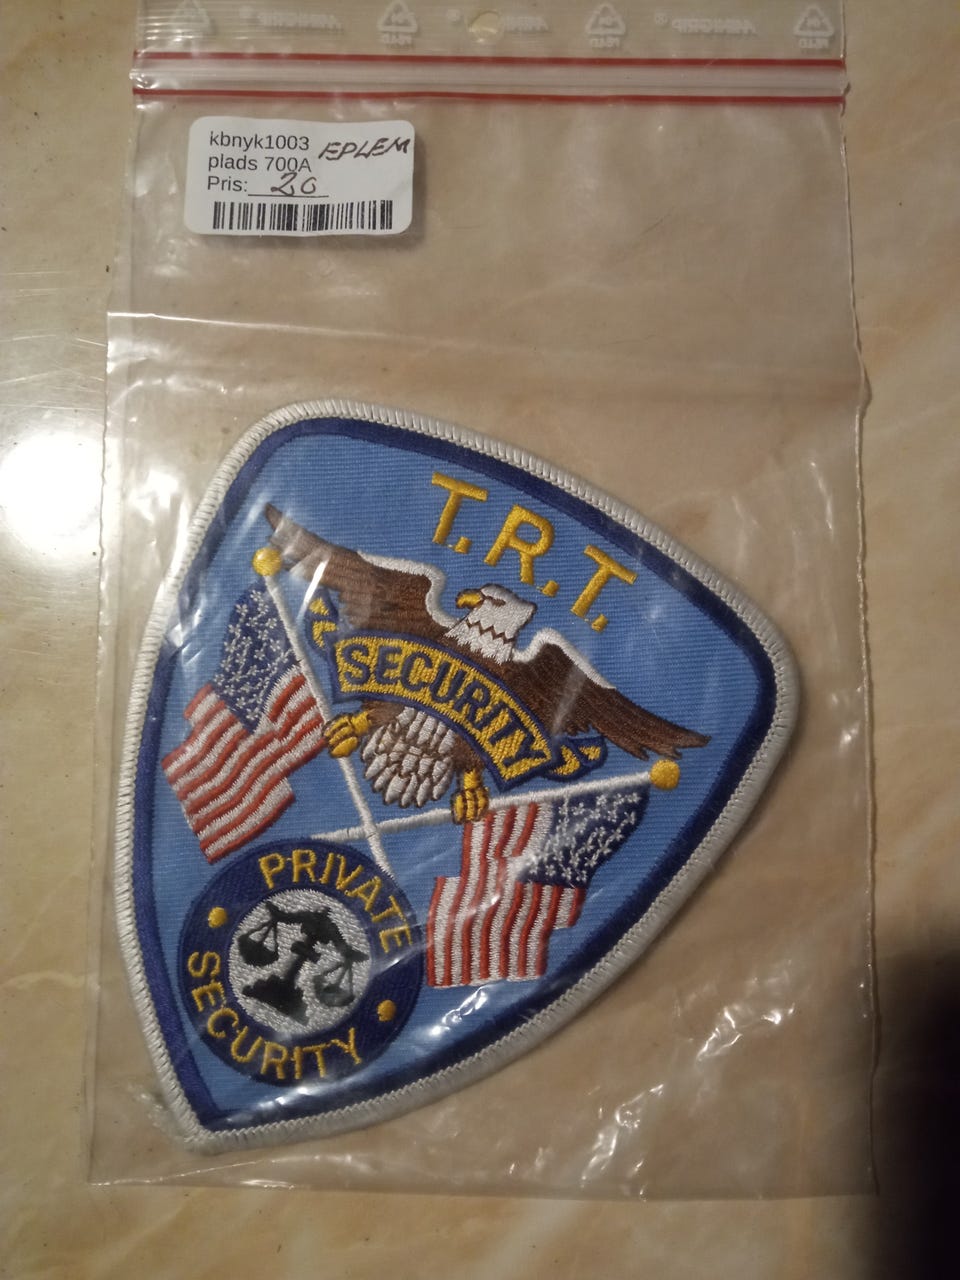 kbnyk1003
plads 700A EPLEM
Pris: 20
T.R.T.
SECURITY
PRIVATE
SECURITY